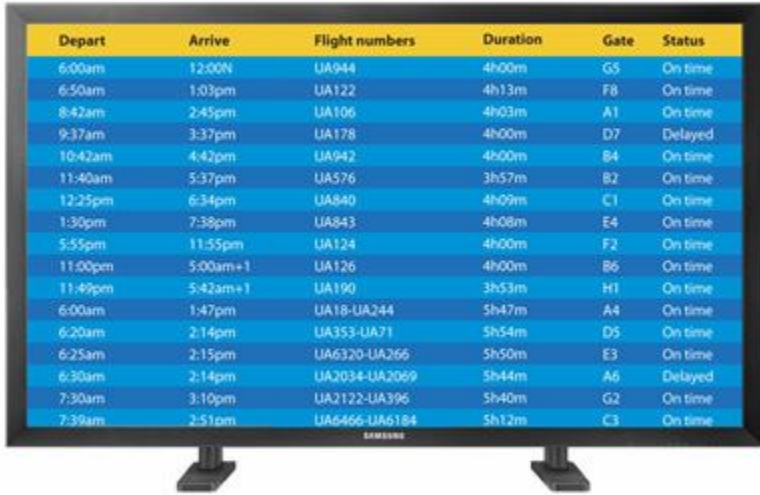 Depart Arrive Flight numbers Duration Gate Status
6:00am 12:00N UA944 4h00m G5 On time
6:50am 1:03pm UA122 4h13m F8 On time
8:42am 2:45pm UA106 4h03m A1 On time
9:37am 3:37pm UA178 4h00m D7 Delayed
10:42am 4:42pm UA942 4h00m B4 On time
11:40am 5:37pm UA576 3h57m B2 On time
12:25pm 6:34pm UA840 4h09m C1 On time
1:30pm 7:38pm UA843 4h08m E4 On time
5:55pm 11:55pm UA124 4h00m F2 On time
11:00pm 5:00am+1 UA126 4h00m B6 On time
11:49pm 5:42am+1 UA190 3h53m H1 On time
6:00am 1:47pm UA18-UA244 5h47m A4 On time
6:20am 2:14pm UA353-UA71 5h54m D5 On time
6:25am 2:15pm UA6320-UA266 5h50m E3 On time
6:30am 2:14pm UA2034-UA2069 5h44m A6 Delayed
7:30am 3:10pm UA2122-UA396 5h40m G2 On time
7:39am 2:51pm UA6466-UA6184 5h12m C3 On time
SAMSUNG